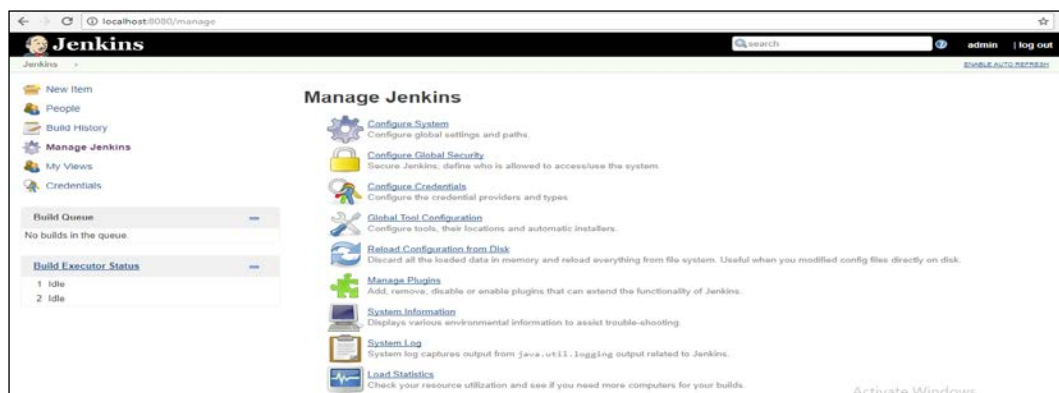 localhost:8080/manage
Jenkins
search
admin | log out
Jenkins
ENABLE AUTO REFRESH
New Item
People
Build History
Manage Jenkins
My Views
Credentials
Build Queue
No builds in the queue.
Build Executor Status
1 Idle
2 Idle
Manage Jenkins
Configure System
Configure global settings and paths.
Configure Global Security
Secure Jenkins; define who is allowed to access/use the system.
Configure Credentials
Configure the credential providers and types
Global Tool Configuration
Configure tools, their locations and automatic installers.
Reload Configuration from Disk
Discard all the loaded data in memory and reload everything from file system. Useful when you modified config files directly on disk.
Manage Plugins
Add, remove, disable or enable plugins that can extend the functionality of Jenkins.
System Information
Displays various environmental information to assist trouble-shooting.
System Log
System log captures output from java.util.logging output related to Jenkins.
Load Statistics
Check your resource utilization and see if you need more computers for your builds.
Activate Windows